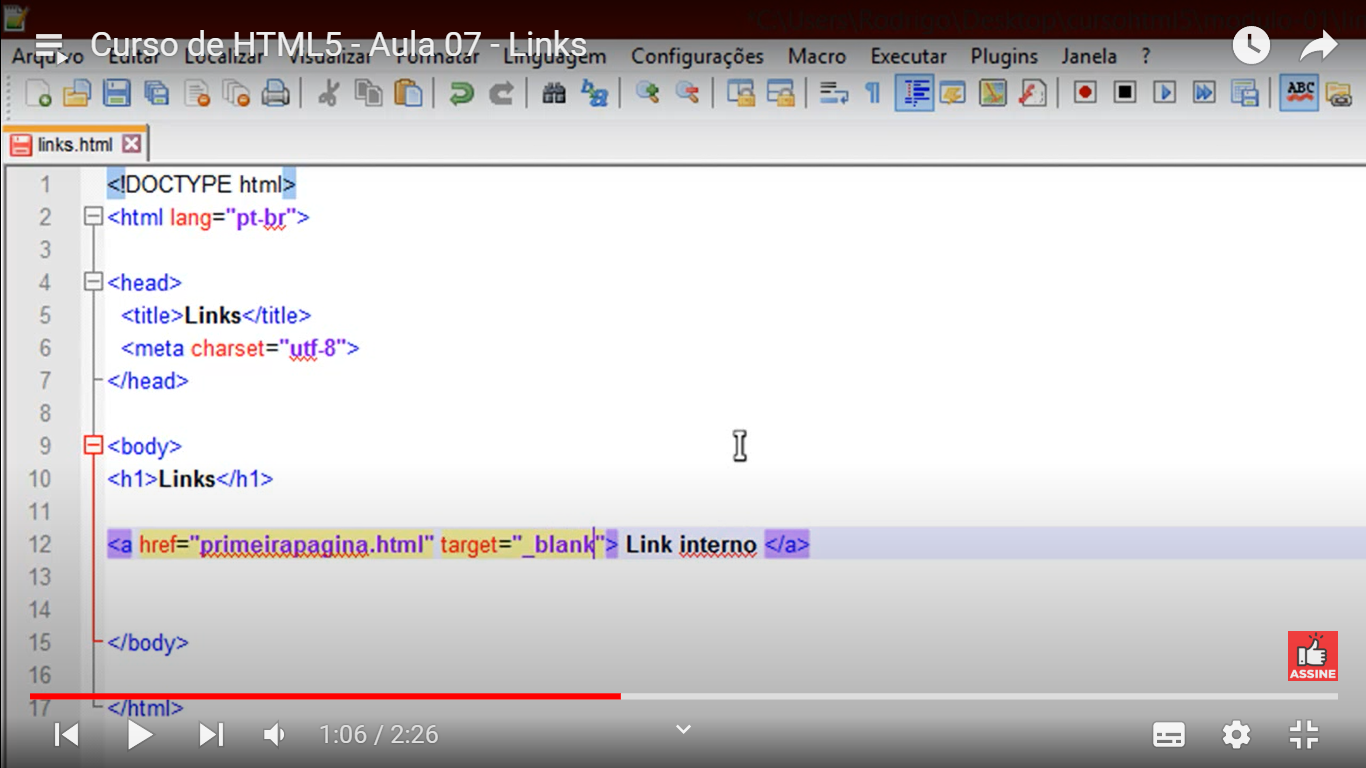 Curso de HTML5 - Aula 07 - Links
Arquivo Editar Localizar Visualizar Formatar Linguagem Configurações Macro Executar Plugins Janela ?
ABC
links.html
1 <!DOCTYPE html>
2 <html lang="pt-br">
3
4 <head>
5 <title>Links</title>
6 <meta charset="utf-8">
7 </head>
8
9 <body>
10 <h1>Links</h1>
11
12 <a href="primeirapagina.html" target="_blank"> Link interno </a>
13
14
15 </body>
16
17 </html>
ASSINE
1:06 / 2:26